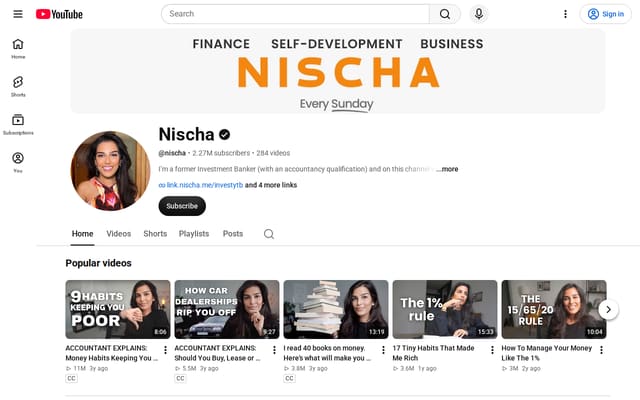 YouTube
Search
Sign in
Home
Shorts
Subscriptions
You
FINANCE SELF-DEVELOPMENT BUSINESS
NISCHA
Every Sunday
Nischa
@nischa • 2.27M subscribers • 284 videos
I'm a former Investment Banker (with an accountancy qualification) and on this channel ...more
link.nischa.me/investytb and 4 more links
Subscribe
Home Videos Shorts Playlists Posts
Popular videos
9 HABITS
KEEPING YOU
POOR
8:06
ACCOUNTANT EXPLAINS:
Money Habits Keeping You ...
11M 3y ago
CC
HOW CAR
DEALERSHIPS
RIP YOU OFF
9:27
ACCOUNTANT EXPLAINS:
Should You Buy, Lease or ...
5.5M 3y ago
CC
13:19
I read 40 books on money.
Here's what will make you ...
3.8M 3y ago
CC
The 1%
rule
15:33
17 Tiny Habits That Made
Me Rich
3.6M 1y ago
THE
15/65/20
RULE
10:04
How To Manage Your Money
Like The 1%
3M 2y ago